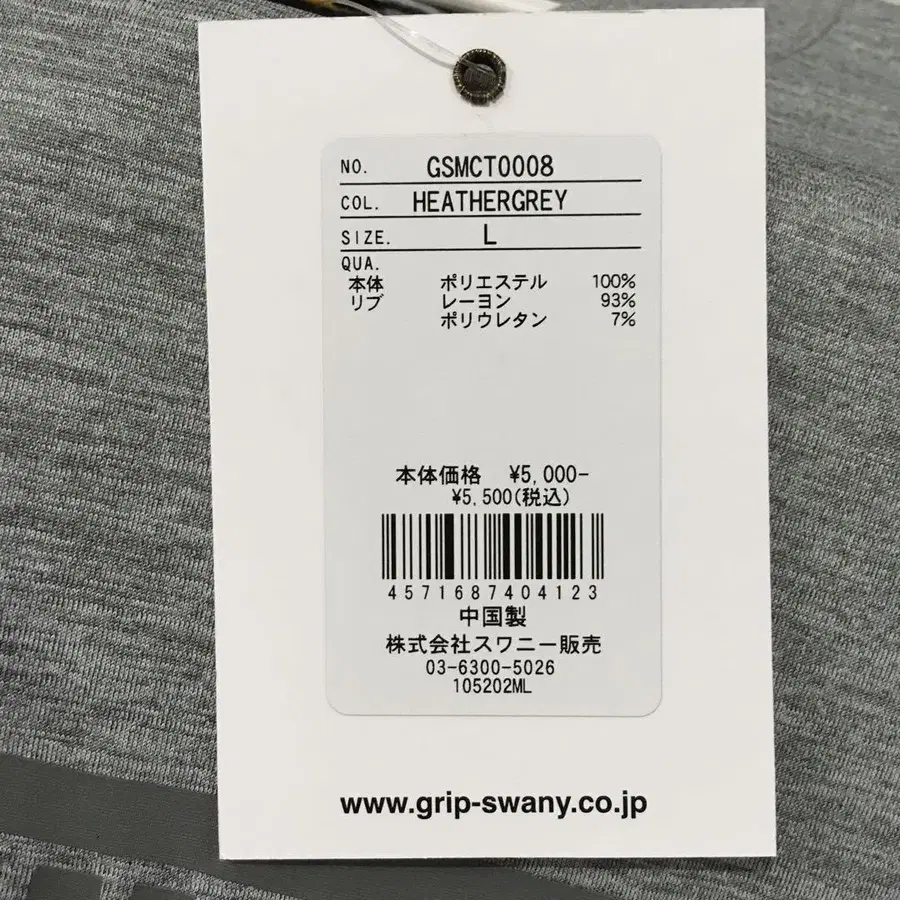 NO. GSMCT0008
COL. HEATHERGREY
SIZE. L
QUA.
本体 ポリエステル 100%
リブ レーヨン 93%
ポリウレタン 7%
本体価格 ¥5,000-
¥5,500(税込)
4571687404123
中国製
株式会社スワニー販売
03-6300-5026
105202ML
www.grip-swany.co.jp